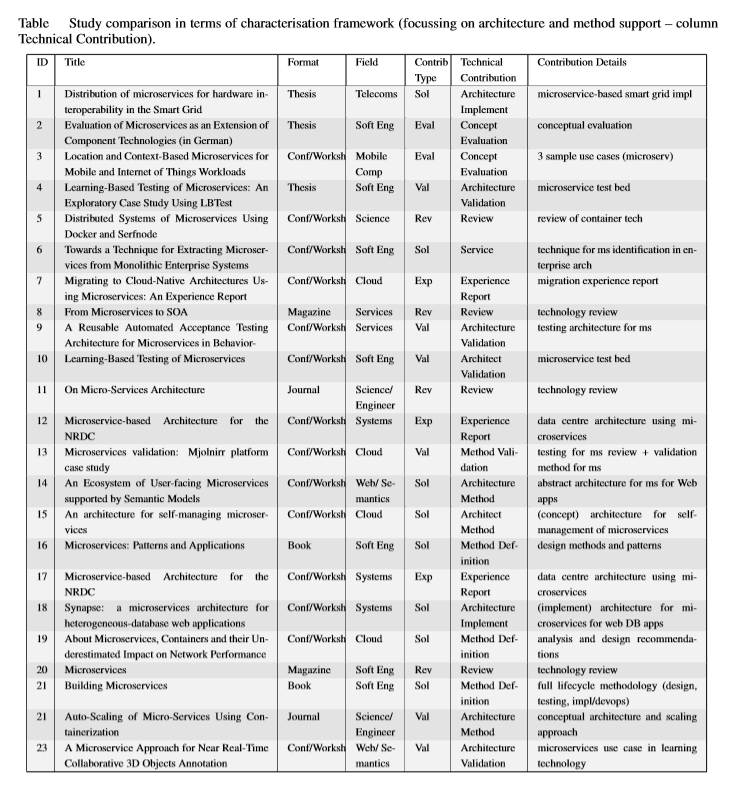 Table Study comparison in terms of characterisation framework (focussing on architecture and method support – column
Technical Contribution).
ID Title Format Field Contrib Technical Contribution Details
Type Contribution
1 Distribution of microservices for hardware in- Thesis Telecoms Sol Architecture microservice-based smart grid impl
teroperability in the Smart Grid Implement
2 Evaluation of Microservices as an Extension of Thesis Soft Eng Eval Concept conceptual evaluation
Component Technologies (in German) Evaluation
3 Location and Context-Based Microservices for Conf/Worksh Mobile Eval Concept 3 sample use cases (microserv)
Mobile and Internet of Things Workloads Comp Evaluation
4 Learning-Based Testing of Microservices: An Thesis Soft Eng Val Architecture microservice test bed
Exploratory Case Study Using LBTest Validation
5 Distributed Systems of Microservices Using Conf/Worksh Science Rev Review review of container tech
Docker and Serfnode
6 Towards a Technique for Extracting Microser- Conf/Worksh Soft Eng Sol Service technique for ms identification in en-
vices from Monolithic Enterprise Systems terprise arch
7 Migrating to Cloud-Native Architectures Us- Conf/Worksh Cloud Exp Experience migration experience report
ing Microservices: An Experience Report Report
8 From Microservices to SOA Magazine Services Rev Review technology review
9 A Reusable Automated Acceptance Testing Conf/Worksh Services Val Architecture testing architecture for ms
Architecture for Microservices in Behavior- Validation
10 Learning-Based Testing of Microservices Conf/Worksh Soft Eng Val Architect microservice test bed
Validation
11 On Micro-Services Architecture Journal Science/ Rev Review technology review
Engineer
12 Microservice-based Architecture for the Conf/Worksh Systems Exp Experience data centre architecture using mi-
NRDC Report croservices
13 Microservices validation: Mjolnirr platform Conf/Worksh Cloud Val Method Vali- testing for ms review + validation
case study dation method for ms
14 An Ecosystem of User-facing Microservices Conf/Worksh Web/ Se- Sol Architecture abstract architecture for ms for Web
supported by Semantic Models mantics Method apps
15 An architecture for self-managing microser- Conf/Worksh Cloud Sol Architect (concept) architecture for self-
vices Method management of microservices
16 Microservices: Patterns and Applications Book Soft Eng Sol Method Def- design methods and patterns
inition
17 Microservice-based Architecture for the Conf/Worksh Systems Exp Experience data centre architecture using mi-
NRDC Report croservices
18 Synapse: a microservices architecture for Conf/Worksh Systems Sol Architecture (implement) architecture for mi-
heterogeneous-database web applications Implement croservices for web DB apps
19 About Microservices, Containers and their Un- Conf/Worksh Cloud Sol Method Def- analysis and design recommenda-
derestimated Impact on Network Performance inition tions
20 Microservices Magazine Soft Eng Rev Review technology review
21 Building Microservices Book Soft Eng Sol Method Def- full lifecycle methodology (design,
inition testing, impl/devops)
21 Auto-Scaling of Micro-Services Using Con- Journal Science/ Val Architecture conceptual architecture and scaling
tainerization Engineer Method approach
23 A Microservice Approach for Near Real-Time Conf/Worksh Web/ Se- Val Architecture microservices use case in learning
Collaborative 3D Objects Annotation mantics Validation technology